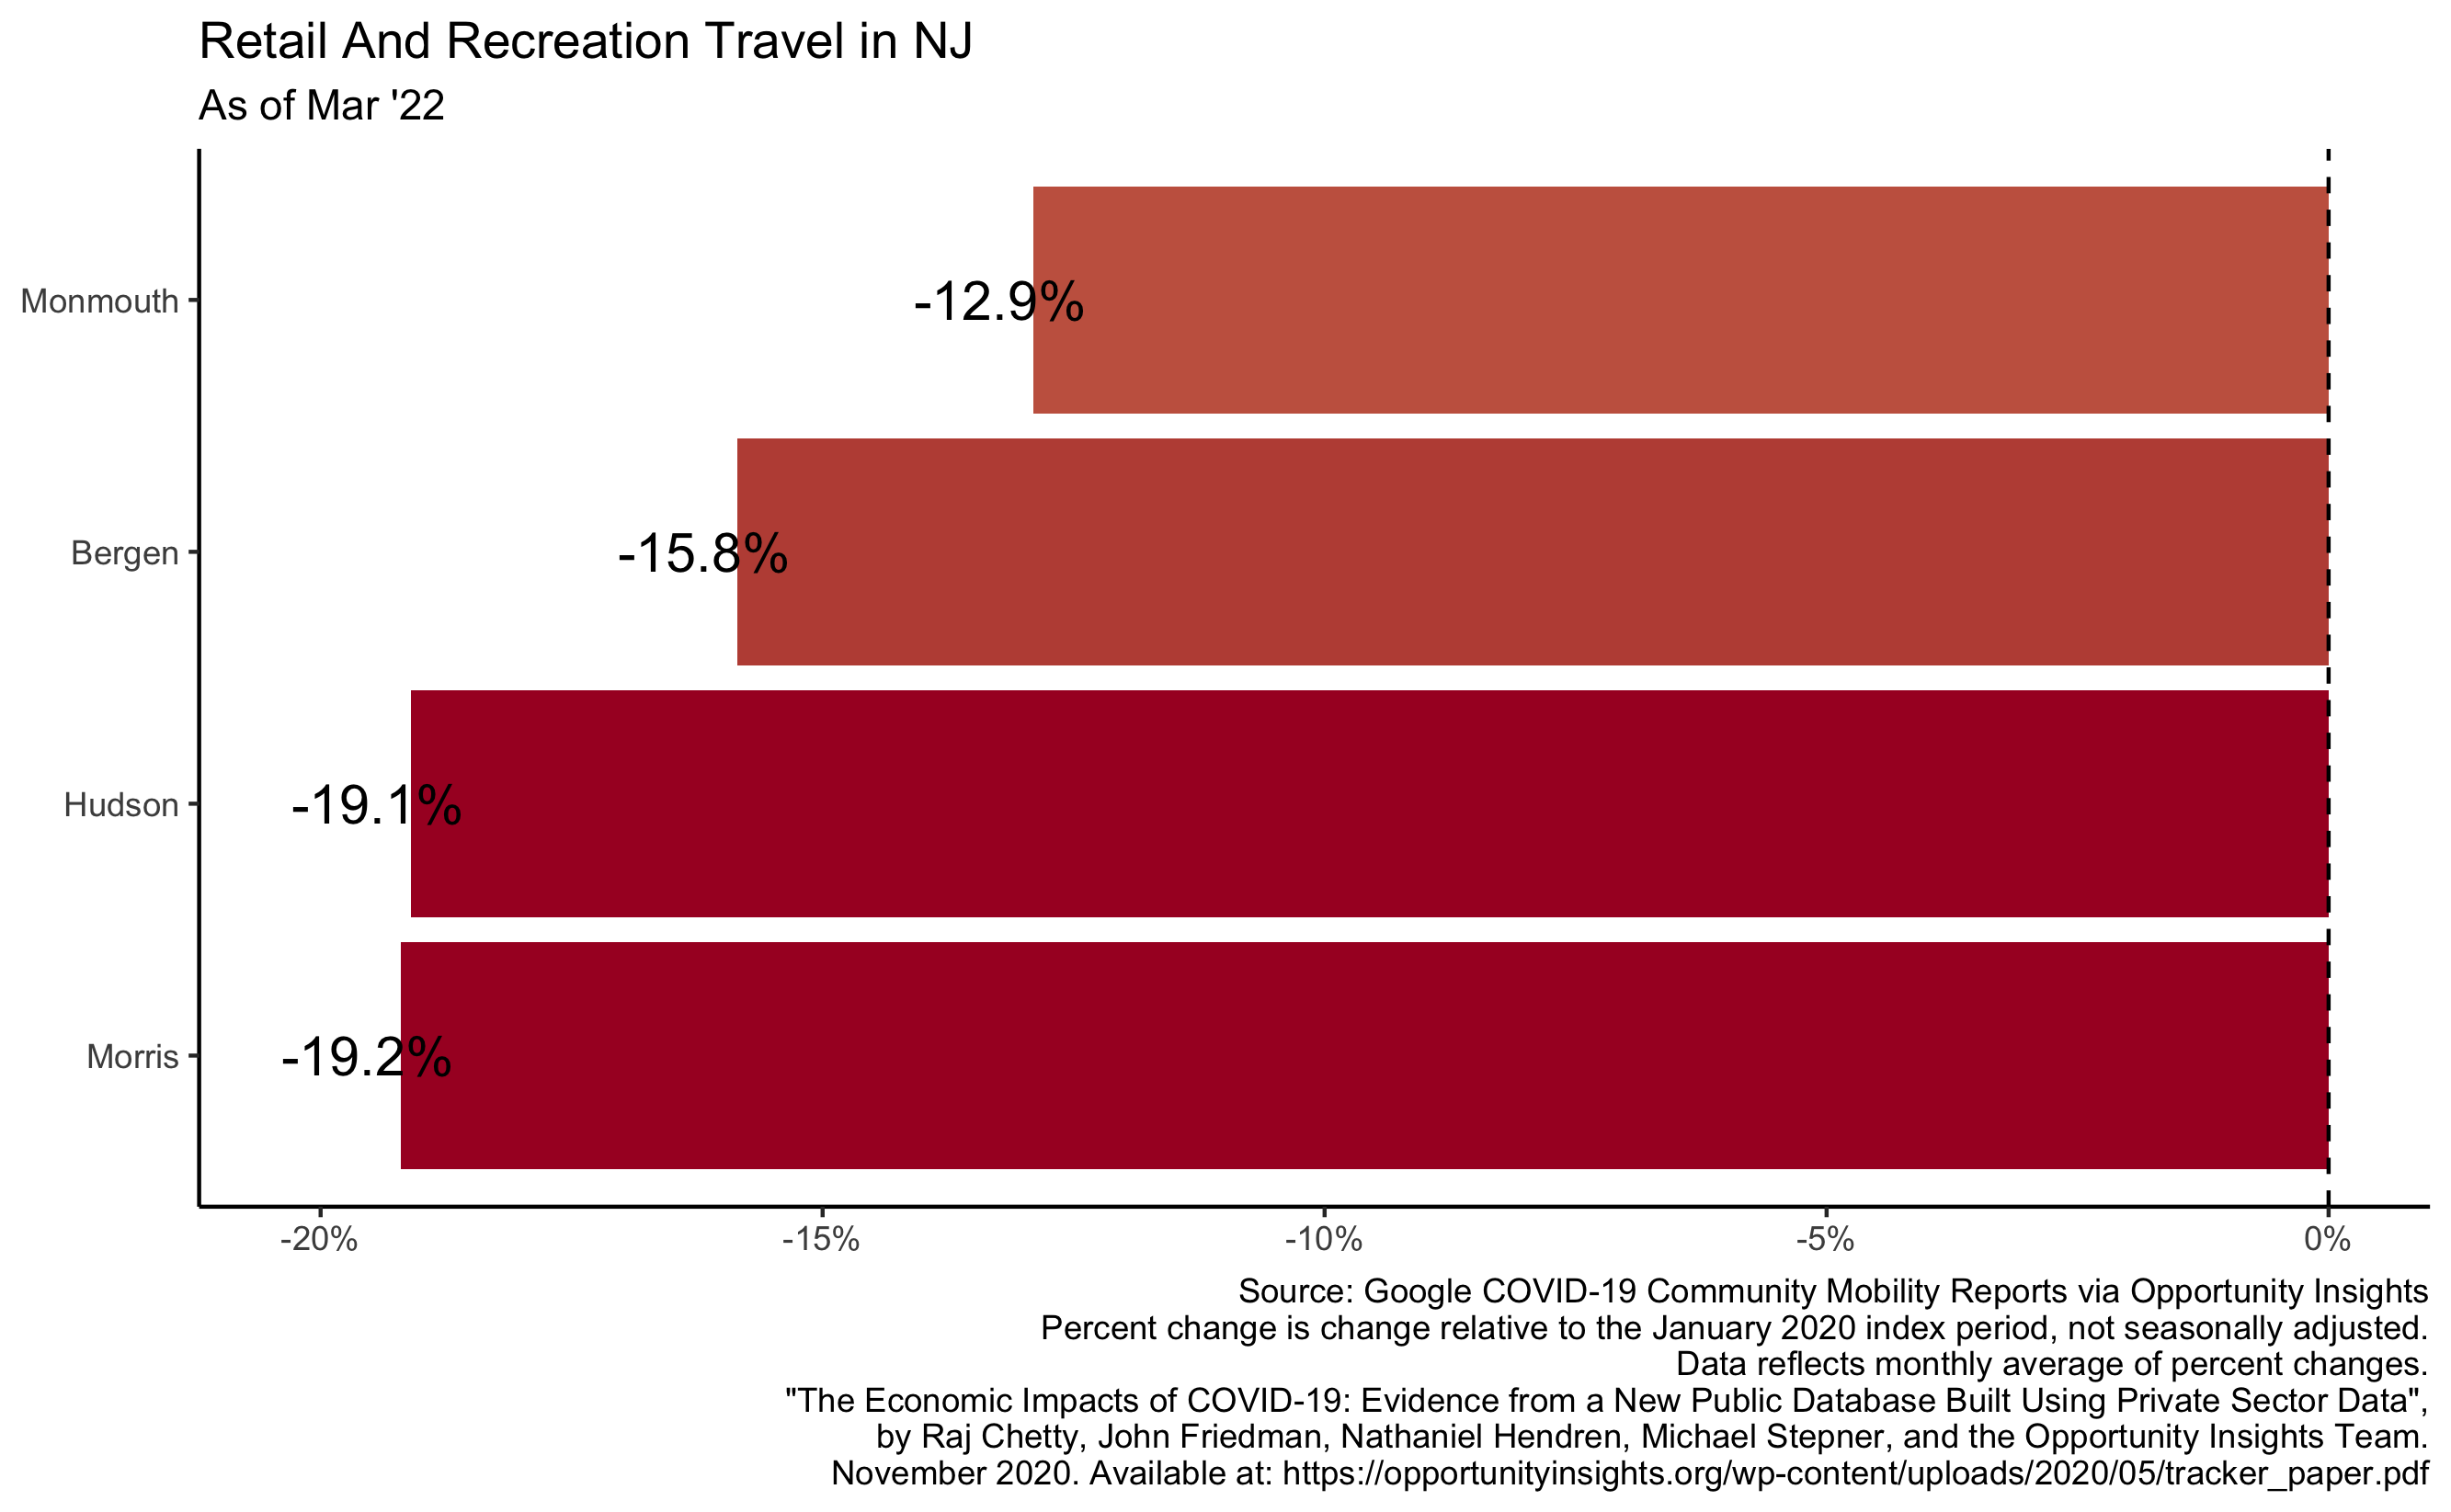 Retail And Recreation Travel in NJ
As of Mar '22
Monmouth
-12.9%
Bergen
-15.8%
Hudson
-19.1%
Morris
-19.2%
-20% -15% -10% -5% 0%
Source: Google COVID-19 Community Mobility Reports via Opportunity Insights
Percent change is change relative to the January 2020 index period, not seasonally adjusted.
Data reflects monthly average of percent changes.
"The Economic Impacts of COVID-19: Evidence from a New Public Database Built Using Private Sector Data",
by Raj Chetty, John Friedman, Nathaniel Hendren, Michael Stepner, and the Opportunity Insights Team.
November 2020. Available at: https://opportunityinsights.org/wp-content/uploads/2020/05/tracker_paper.pdf